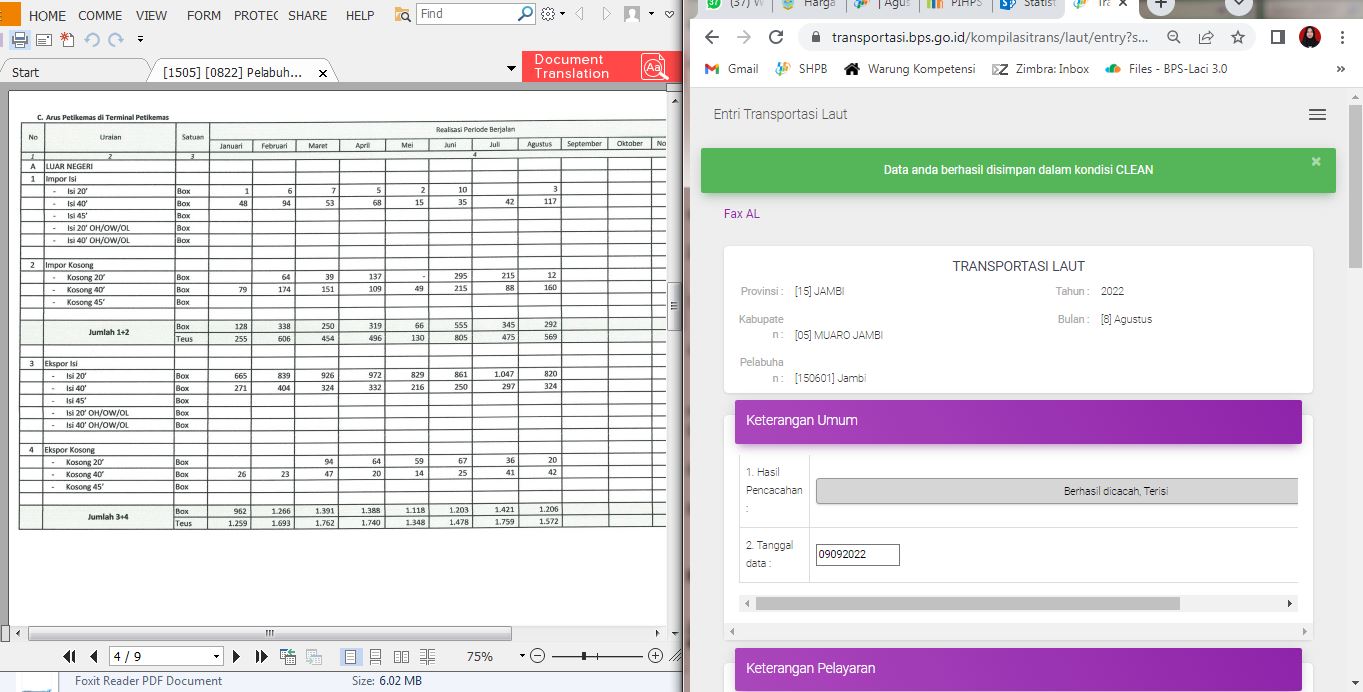 HOME COMME VIEW FORM PROTEC SHARE HELP Find
Start [1505] [0822] Pelabuh... × Document Translation
C. Arus Petikemas di Terminal Petikemas
No Uraian Satuan Realisasi Periode Berjalan
Januari Februari Maret April Mei Juni Juli Agustus September Oktober No
1 2 3 4
A LUAR NEGERI
1 Impor Isi
- Isi 20' Box 1 6 7 5 2 10 3
- Isi 40' Box 48 94 53 68 15 35 42 117
- Isi 45' Box
- Isi 20' OH/OW/OL Box
- Isi 40' OH/OW/OL Box
2 Impor Kosong
- Kosong 20' Box 64 39 137 - 295 215 12
- Kosong 40' Box 79 174 151 109 49 215 88 160
- Kosong 45' Box
Jumlah 1+2 Box 128 338 250 319 66 555 345 292
Teus 255 606 454 496 130 805 475 569
3 Ekspor Isi
- Isi 20' Box 665 839 926 972 829 861 1.047 820
- Isi 40' Box 271 404 324 332 216 250 297 324
- Isi 45' Box
- Isi 20' OH/OW/OL Box
- Isi 40' OH/OW/OL Box
4 Ekspor Kosong
- Kosong 20' Box 94 64 59 67 36 20
- Kosong 40' Box 26 23 47 20 14 25 41 42
- Kosong 45' Box
Jumlah 3+4 Box 962 1.266 1.391 1.388 1.118 1.203 1.421 1.206
Teus 1.259 1.693 1.762 1.740 1.348 1.478 1.759 1.572
4 / 9 75%
Foxit Reader PDF Document Size: 6.02 MB
(37) W Harga | Agus PIHPS Statist Tra
transportasi.bps.go.id/kompilasitrans/laut/entry?s...
Gmail SHPB Warung Kompetensi Zimbra: Inbox Files - BPS-Laci 3.0 »
Entri Transportasi Laut
Data anda berhasil disimpan dalam kondisi CLEAN ×
Fax AL
TRANSPORTASI LAUT
Provinsi : [15] JAMBI Tahun : 2022
Kabupate
n : [05] MUARO JAMBI Bulan : [8] Agustus
Pelabuha
n : [150601] Jambi
Keterangan Umum
1. Hasil
Pencacahan
:
Berhasil dicacah, Terisi
2. Tanggal
data :
09092022
Keterangan Pelayaran